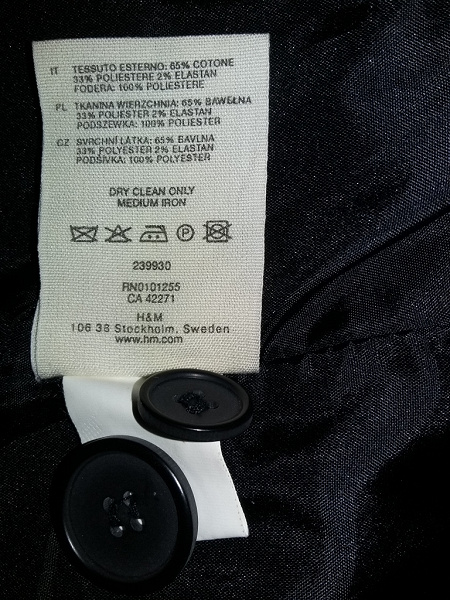 IT TESSUTO ESTERNO: 65% COTONE
33% POLIESTERE 2% ELASTAN
FODERA: 100% POLIESTERE
PL TKANINA WIERZCHNIA: 65% BAWEŁNA
33% POLIESTER 2% ELASTAN
PODSZEWKA: 100% POLIESTER
CZ SVRCHNÍ LÁTKA: 65% BAVLNA
33% POLYESTER 2% ELASTAN
PODŠÍVKA: 100% POLYESTER
DRY CLEAN ONLY
MEDIUM IRON
P
239930
RN0101255
CA 42271
H&M
106 38 Stockholm, Sweden
www.hm.com